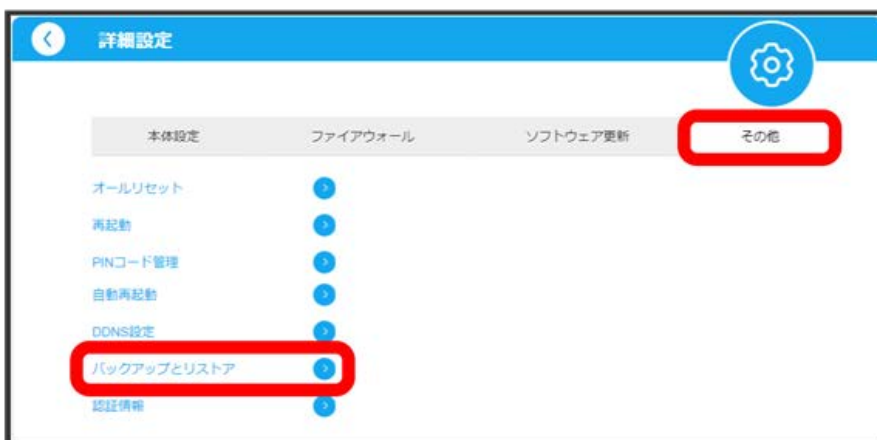 詳細設定
本体設定 ファイアウォール ソフトウェア更新 その他
オールリセット
再起動
PINコード管理
自動再起動
DDNS設定
バックアップとリストア
認証情報